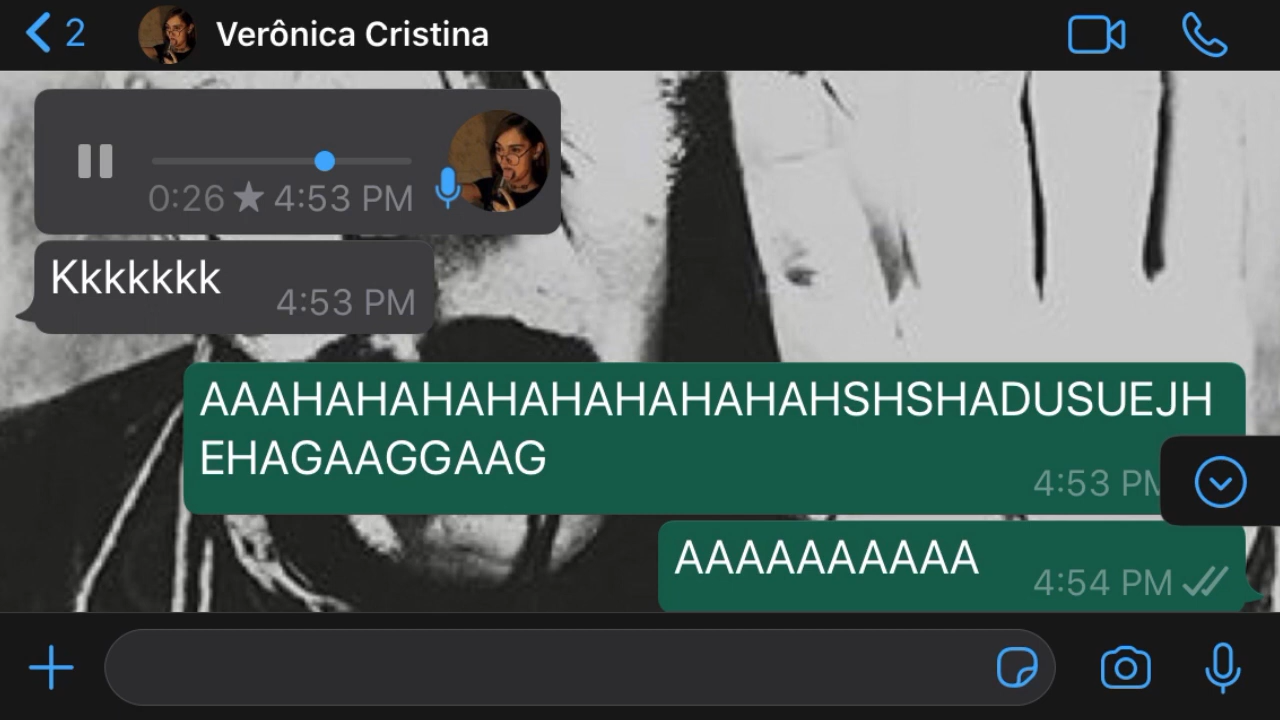 2
Verônica Cristina
0:26 ★ 4:53 PM
Kkkkkkk
4:53 PM
AAAHAHAHAHAHAHAHAHAHSHSHADUSUEJH
EHAGAAGGAAG
4:53 PM
AAAAAAAAAA
4:54 PM